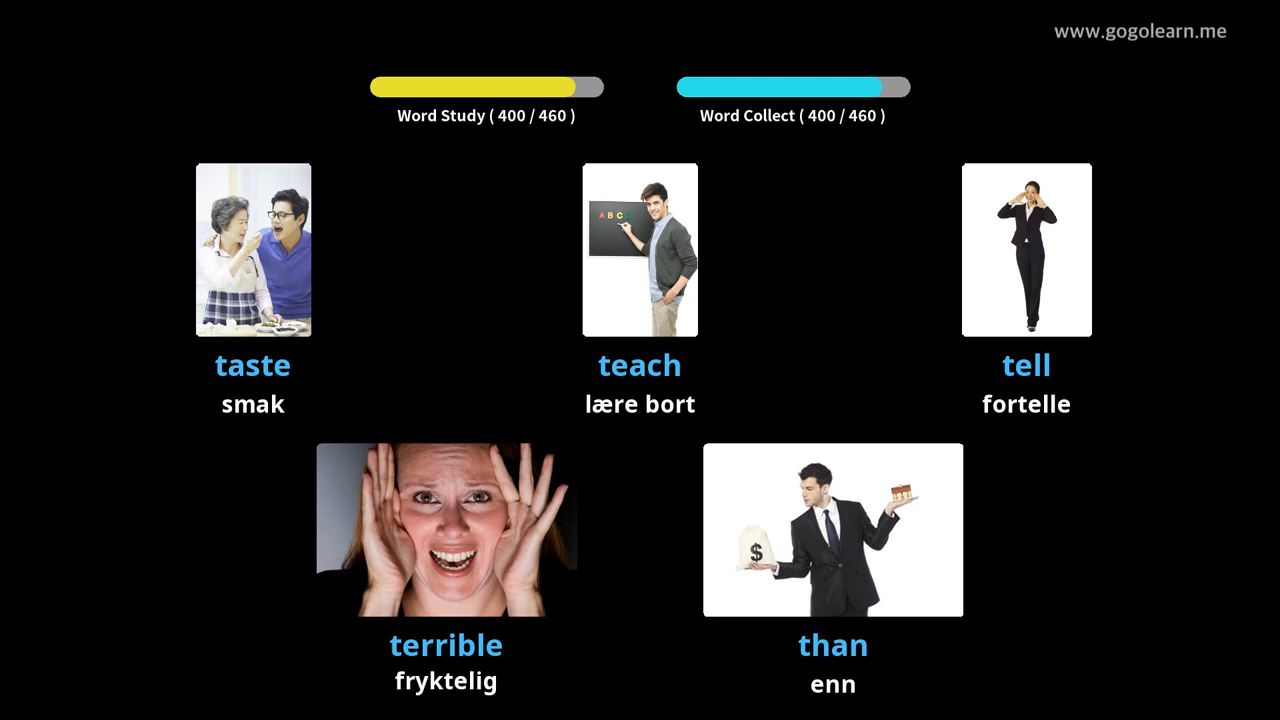 www.gogolearn.me
Word Study ( 400 / 460 )
Word Collect ( 400 / 460 )
A B C D
$
taste
teach
tell
smak
lære bort
fortelle
terrible
than
fryktelig
enn